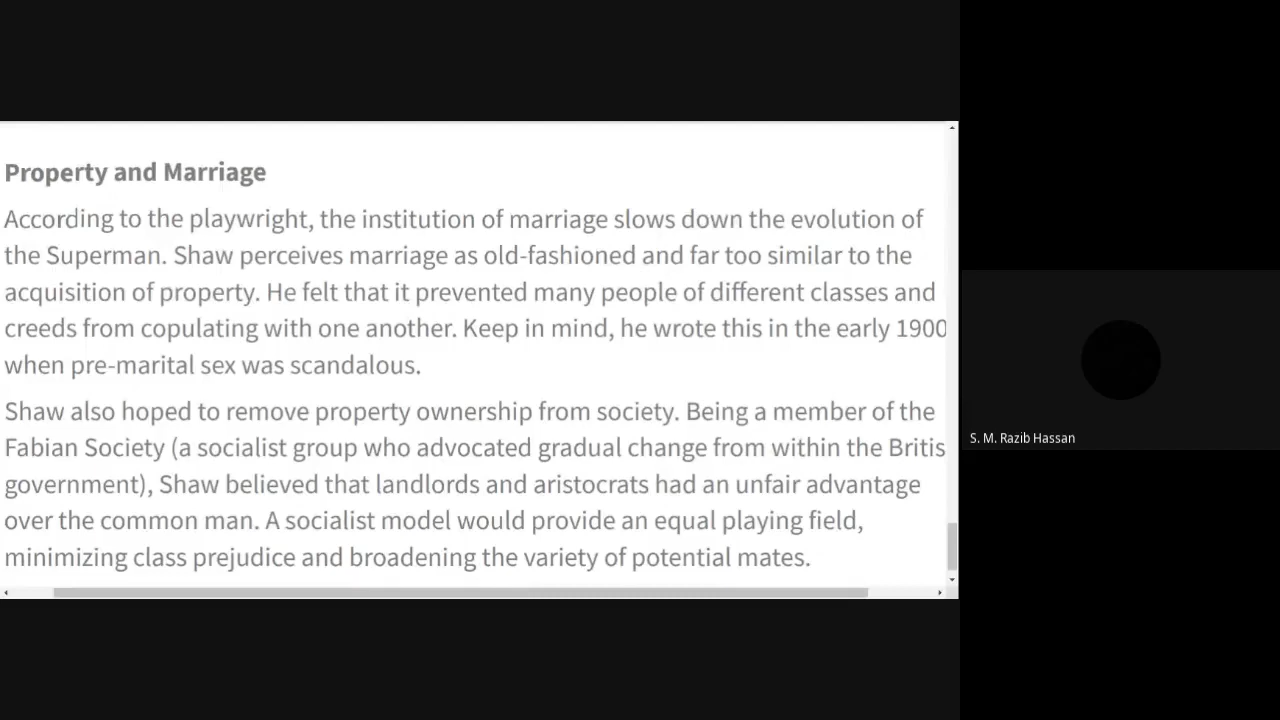 Property and Marriage
According to the playwright, the institution of marriage slows down the evolution of
the Superman. Shaw perceives marriage as old-fashioned and far too similar to the
acquisition of property. He felt that it prevented many people of different classes and
creeds from copulating with one another. Keep in mind, he wrote this in the early 1900
when pre-marital sex was scandalous.
Shaw also hoped to remove property ownership from society. Being a member of the
Fabian Society (a socialist group who advocated gradual change from within the Britis
government), Shaw believed that landlords and aristocrats had an unfair advantage
over the common man. A socialist model would provide an equal playing field,
minimizing class prejudice and broadening the variety of potential mates.
S. M. Razib Hassan